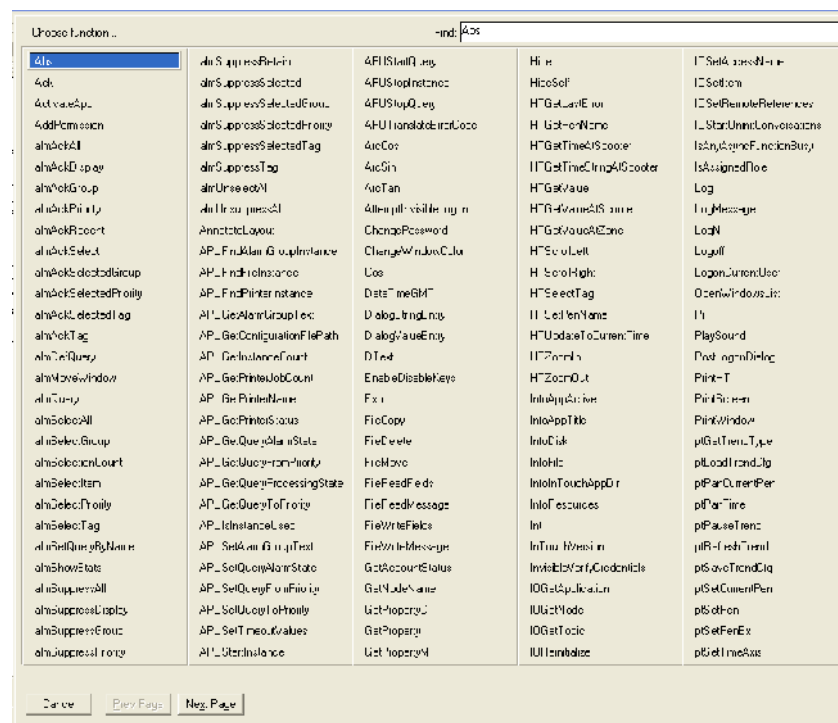 Choose function ...
Find: Abs
Abs
Ack
ActivateApp
AddPermission
almAckAll
almAckDisplay
almAckGroup
almAckPriority
almAckRecent
almAckSelect
almAckSelectedGroup
almAckSelectedPriority
almAckSelectedTag
almAckTag
almDefQuery
almMoveWindow
almQuery
almSelectAll
almSelectGroup
almSelectionCount
almSelectItem
almSelectPriority
almSelectTag
almSetQueryByName
almShowStats
almSuppressAll
almSuppressDisplay
almSuppressGroup
almSuppressPriority
almSuppressRetain
almSuppressSelected
almSuppressSelectedGroup
almSuppressSelectedPriority
almSuppressSelectedTag
almSuppressTag
almUnselectAll
almUnsuppressAll
AnnotateLayout
APUFindAlarmGroupInstance
APUFindFileInstance
APUFindPrinterInstance
APUGetAlarmGroupText
APUGetConfigurationFilePath
APUGetInstanceCount
APUGetPrinterJobCount
APUGetPrinterName
APUGetPrinterStatus
APUGetQueryAlarmState
APUGetQueryFromPriority
APUGetQueryProcessingState
APUGetQueryToPriority
APUIsInstanceUsed
APUSetAlarmGroupText
APUSetQueryAlarmState
APUSetQueryFromPriority
APUSetQueryToPriority
APUSetTimeoutValues
APUStartInstance
APUStartQuery
APUStopInstance
APUStopQuery
APUTranslateErrorCode
ArcCos
ArcSin
ArcTan
AttemptInvisibleLogon
ChangePassword
ChangeWindowColor
Cos
DateTimeGMT
DialogStringEntry
DialogValueEntry
DText
EnableDisableKeys
Exp
FileCopy
FileDelete
FileMove
FileReadFields
FileReadMessage
FileWriteFields
FileWriteMessage
GetAccountStatus
GetNodeName
GetPropertyD
GetPropertyI
GetPropertyM
Hide
HideSelf
HTGetLastError
HTGetPenName
HTGetTimeAtScooter
HTGetTimeStringAtScooter
HTGetValue
HTGetValueAtScooter
HTGetValueAtZone
HTScrollLeft
HTScrollRight
HTSelectTag
HTSetPenName
HTUpdateToCurrentTime
HTZoomIn
HTZoomOut
InfoAppActive
InfoAppTitle
InfoDisk
InfoFile
InfoInTouchAppDir
InfoResources
Int
InTouchVersion
InvisibleVerifyCredentials
IOGetApplication
IOGetNode
IOGetTopic
IOReinitialize
IOSetAccessName
IOSetItem
IOSetRemoteReferences
IOStartUninitConversations
IsAnyAsyncFunctionBusy
IsAssignedRole
Log
LogMessage
LogN
Logoff
LogonCurrentUser
OpenWindowsList
Pi
PlaySound
PostLogonDialog
PrintHT
PrintScreen
PrintWindow
ptGetTrendType
ptLoadTrendCfg
ptPanCurrentPen
ptPanTime
ptPauseTrend
ptRefreshTrend
ptSaveTrendCfg
ptSetCurrentPen
ptSetPen
ptSetPenEx
ptSetTimeAxis
Cancel Prev Page Next Page